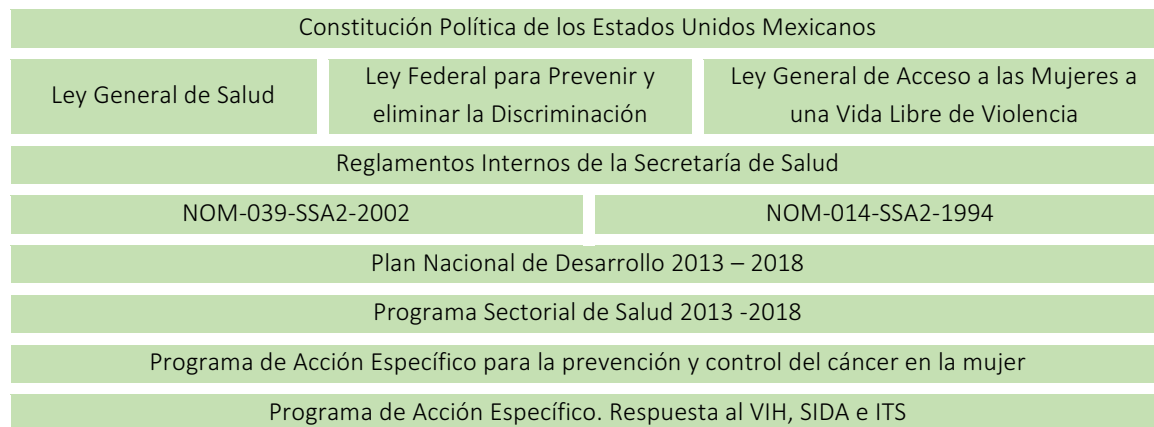 Constitución Política de los Estados Unidos Mexicanos
Ley General de Salud
Ley Federal para Prevenir y
eliminar la Discriminación
Ley General de Acceso a las Mujeres a
una Vida Libre de Violencia
Reglamentos Internos de la Secretaría de Salud
NOM-039-SSA2-2002
NOM-014-SSA2-1994
Plan Nacional de Desarrollo 2013 – 2018
Programa Sectorial de Salud 2013 -2018
Programa de Acción Específico para la prevención y control del cáncer en la mujer
Programa de Acción Específico. Respuesta al VIH, SIDA e ITS